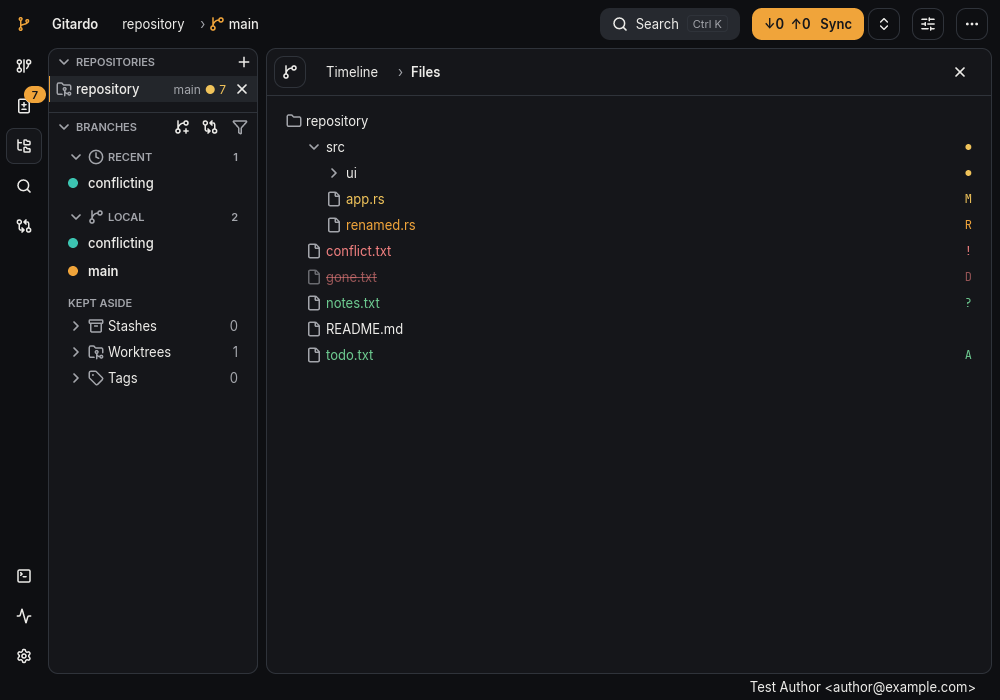 Gitardo repository › main Search Ctrl K ↓0 ↑0 Sync
7
REPOSITORIES
repository main 7
BRANCHES
RECENT 1
conflicting
LOCAL 2
conflicting
main
KEPT ASIDE
Stashes 0
Worktrees 1
Tags 0
Timeline › Files
repository
src
ui
app.rs M
renamed.rs R
conflict.txt !
gone.txt D
notes.txt ?
README.md
todo.txt A
Test Author <author@example.com>